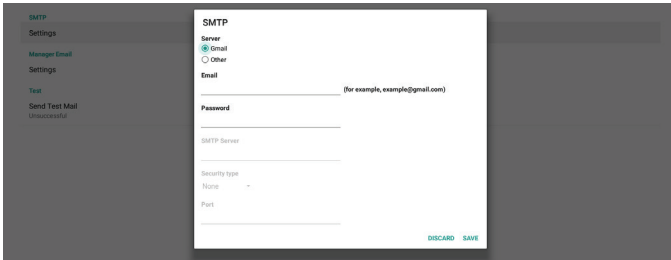 SMTP
Settings
Manager Email
Settings
Test
Send Test Mail
Unsuccessful
SMTP
Server
Gmail
Other
Email
(for example, example@gmail.com)
Password
SMTP Server
Security type
None
Port
DISCARD SAVE